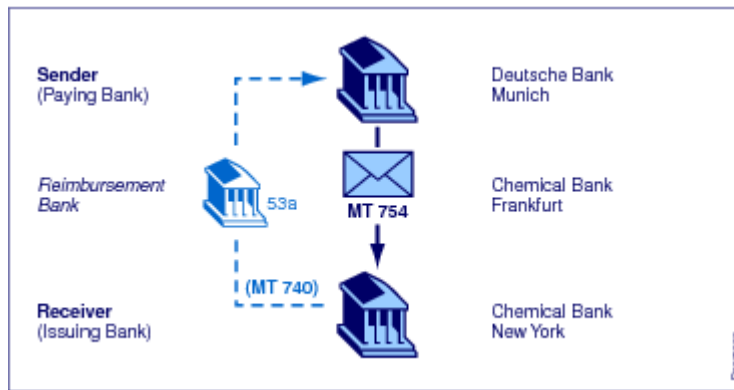 Sender
(Paying Bank)
Deutsche Bank
Munich
Reimbursement
Bank
53a
MT 754
Chemical Bank
Frankfurt
(MT 740)
Receiver
(Issuing Bank)
Chemical Bank
New York